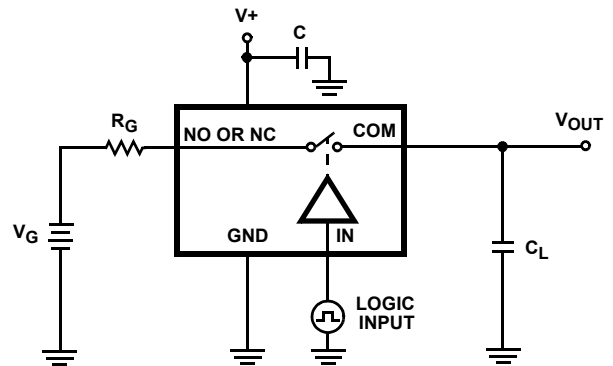 V+
C
RG
NO OR NC
COM
VOUT
VG
GND
IN
CL
LOGIC
INPUT